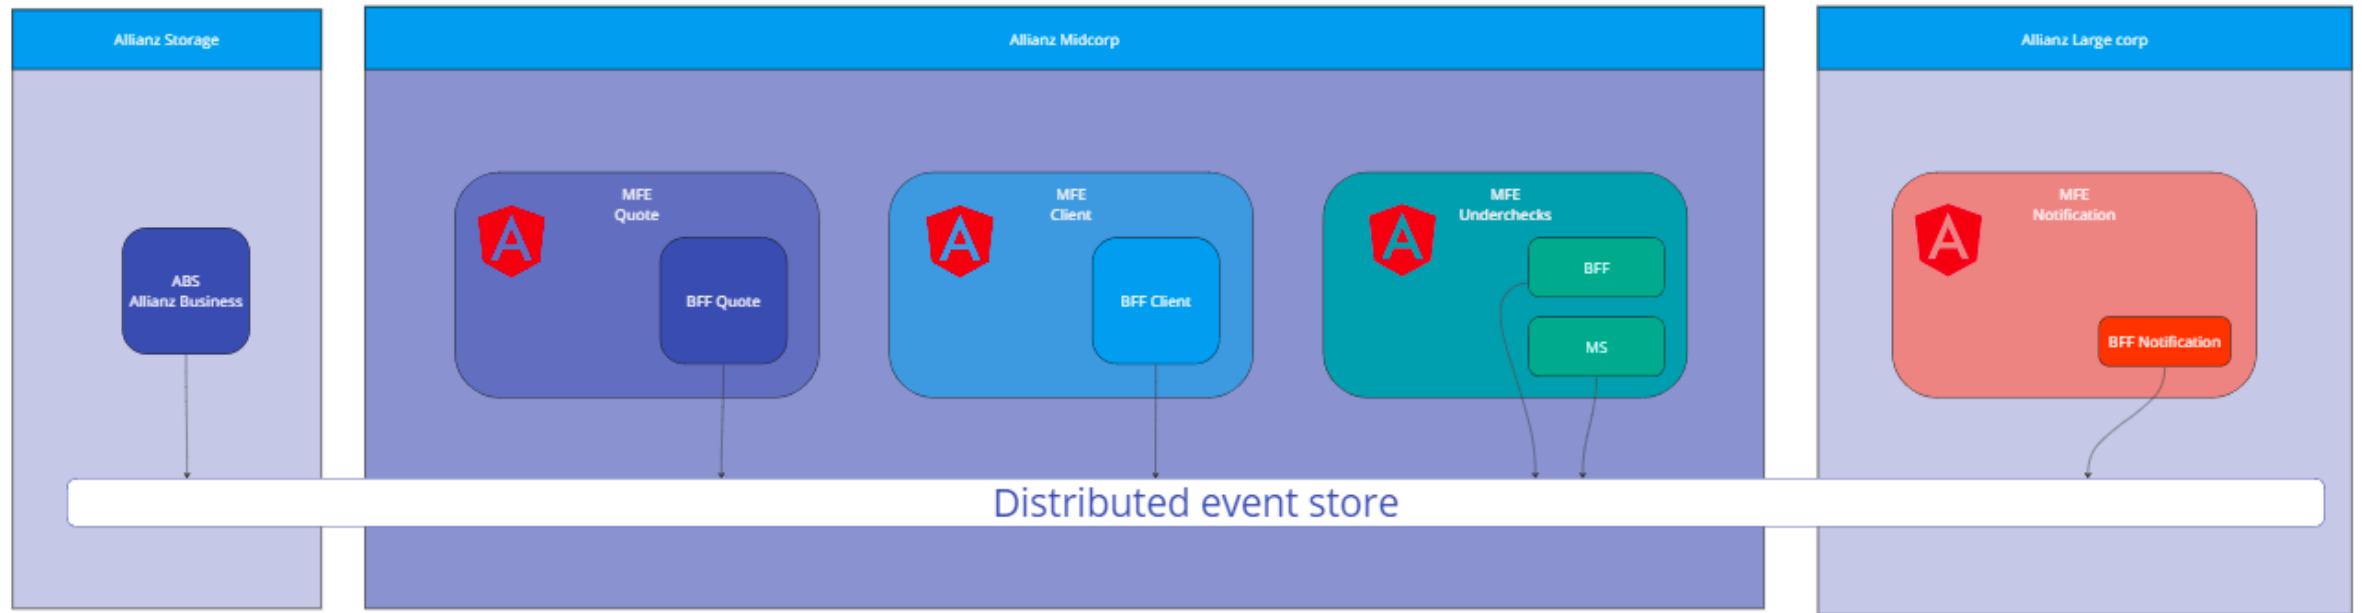 Allianz Storage
Allianz Midcorp
Allianz Large corp
ABS
Allianz Business
MFE
Quote
BFF Quote
MFE
Client
BFF Client
MFE
Underchecks
BFF
MS
MFE
Notification
BFF Notification
Distributed event store